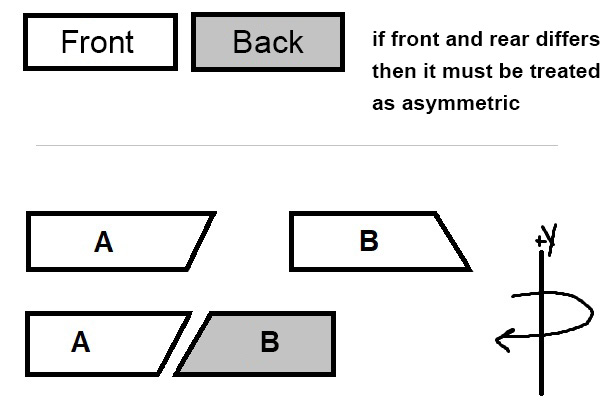 Front
Back
if front and rear differs
then it must be treated
as asymmetric
A
B
+Y
A
B